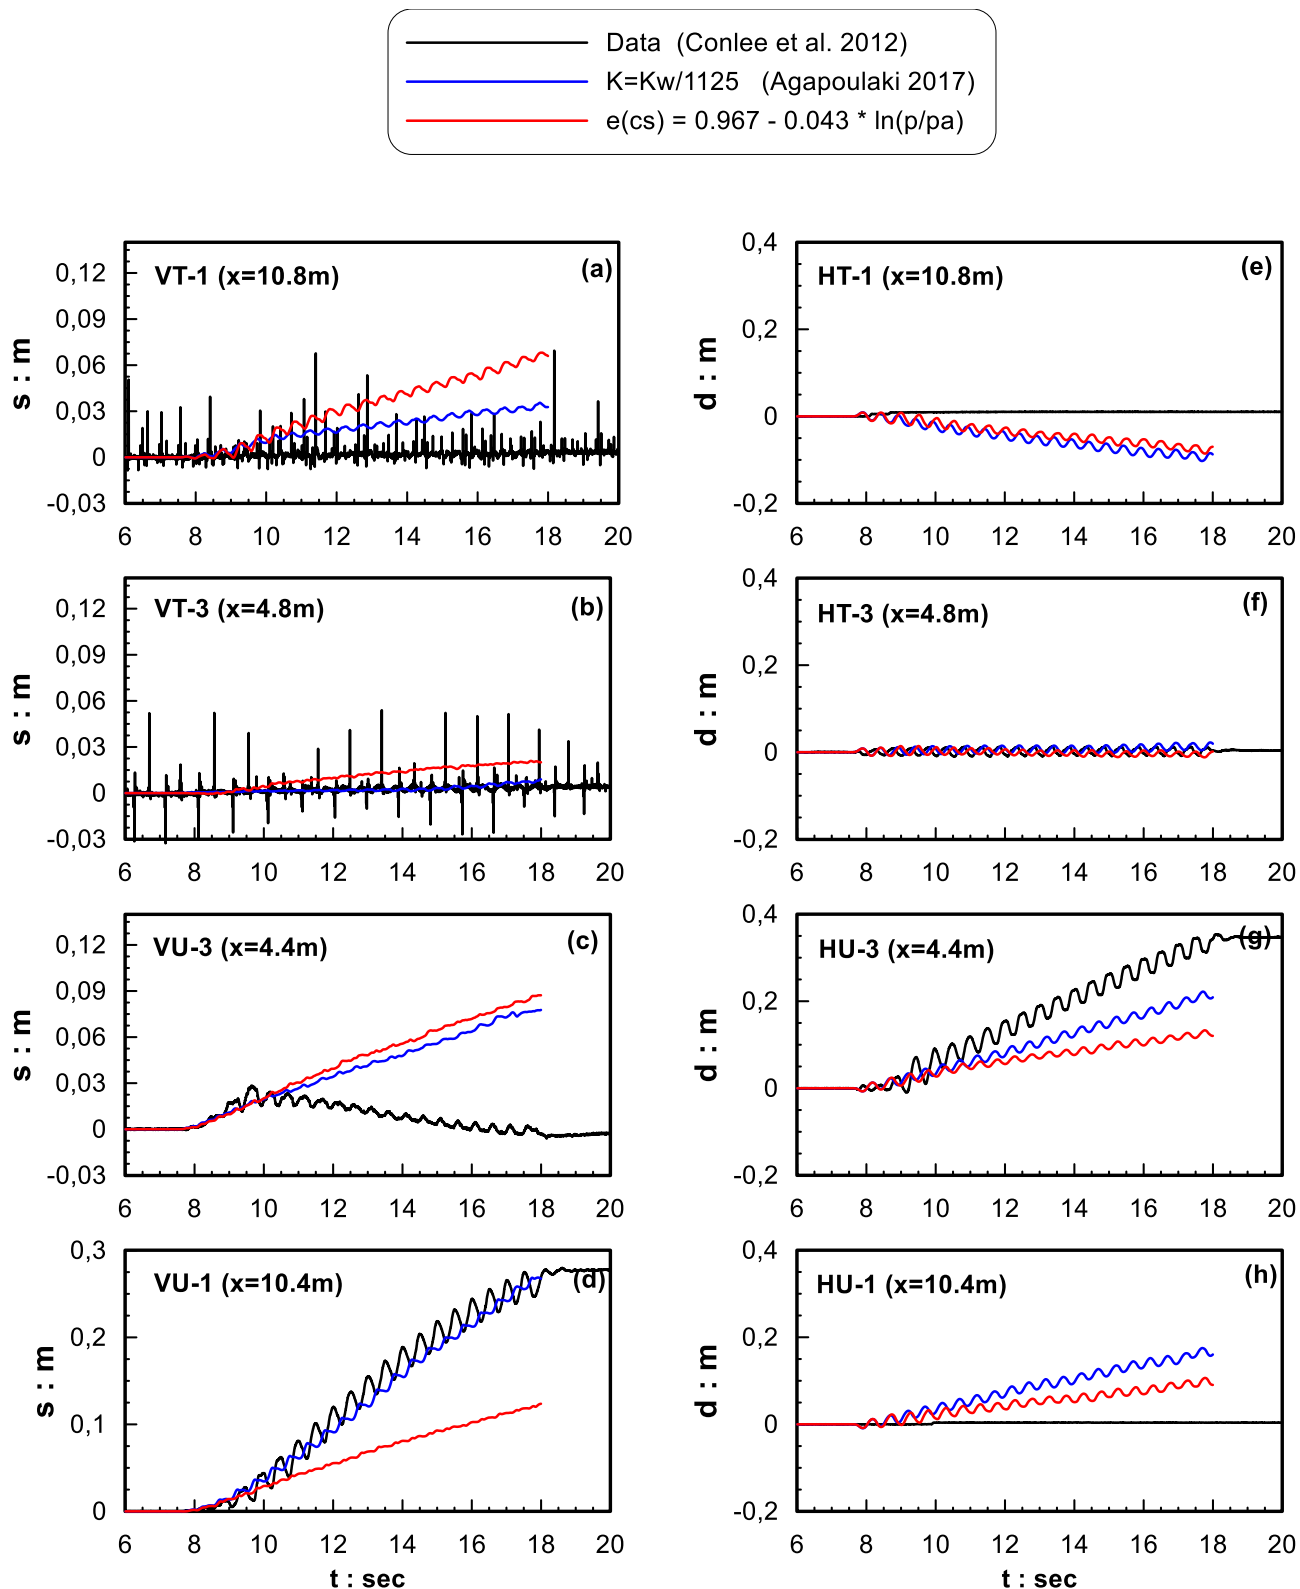 Data (Conlee et al. 2012)
K=Kw/1125 (Agapoulaki 2017)
e(cs) = 0.967 - 0.043 * ln(p/pa)
VT-1 (x=10.8m)
(a)
s : m
0,12
0,09
0,06
0,03
0
-0,03
6 8 10 12 14 16 18 20
HT-1 (x=10.8m)
(e)
d : m
0,4
0,2
0
-0,2
6 8 10 12 14 16 18 20
VT-3 (x=4.8m)
(b)
s : m
0,12
0,09
0,06
0,03
0
-0,03
6 8 10 12 14 16 18 20
HT-3 (x=4.8m)
(f)
d : m
0,4
0,2
0
-0,2
6 8 10 12 14 16 18 20
VU-3 (x=4.4m)
(c)
s : m
0,12
0,09
0,06
0,03
0
-0,03
6 8 10 12 14 16 18 20
HU-3 (x=4.4m)
(g)
d : m
0,4
0,2
0
-0,2
6 8 10 12 14 16 18 20
VU-1 (x=10.4m)
(d)
s : m
0,3
0,2
0,1
0
6 8 10 12 14 16 18 20
t : sec
HU-1 (x=10.4m)
(h)
d : m
0,4
0,2
0
-0,2
6 8 10 12 14 16 18 20
t : sec